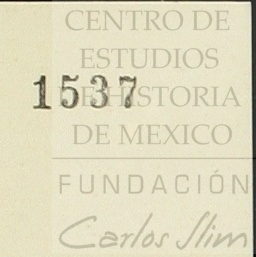 CENTRO DE
ESTUDIOS
1537
DE HISTORIA
DE MEXICO
FUNDACIÓN
Carlos Slim